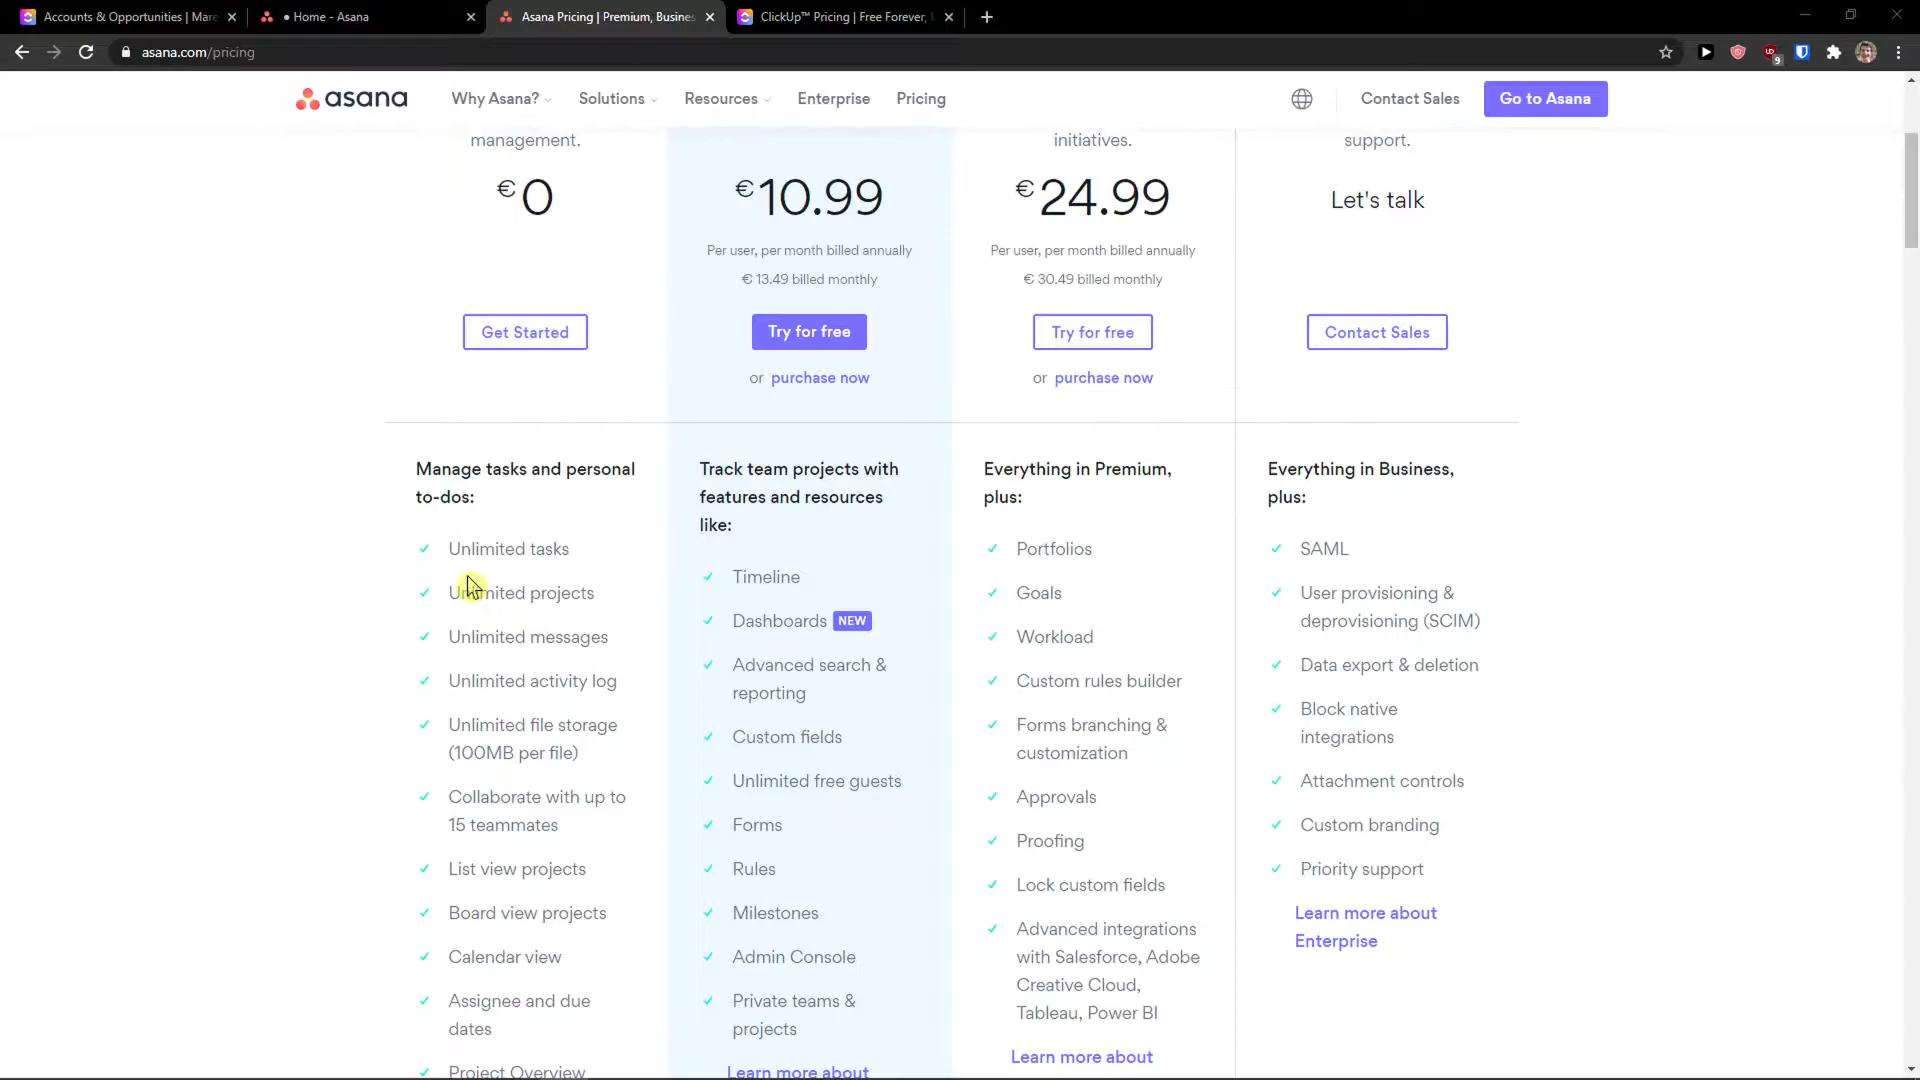 Accounts & Opportunities | Mare
• Home - Asana
Asana Pricing | Premium, Busines
ClickUp™ Pricing | Free Forever,
asana.com/pricing
9
asana
Why Asana?
Solutions
Resources
Enterprise
Pricing
Contact Sales
Go to Asana
management.
initiatives.
support.
€0
€10.99
€24.99
Let's talk
Per user, per month billed annually
€ 13.49 billed monthly
Per user, per month billed annually
€ 30.49 billed monthly
Get Started
Try for free
Try for free
Contact Sales
or purchase now
or purchase now
Manage tasks and personal
to-dos:
Unlimited tasks
Unlimited projects
Unlimited messages
Unlimited activity log
Unlimited file storage
(100MB per file)
Collaborate with up to
15 teammates
List view projects
Board view projects
Calendar view
Assignee and due
dates
Project Overview
Track team projects with
features and resources
like:
Timeline
Dashboards NEW
Advanced search &
reporting
Custom fields
Unlimited free guests
Forms
Rules
Milestones
Admin Console
Private teams &
projects
Learn more about
Everything in Premium,
plus:
Portfolios
Goals
Workload
Custom rules builder
Forms branching &
customization
Approvals
Proofing
Lock custom fields
Advanced integrations
with Salesforce, Adobe
Creative Cloud,
Tableau, Power BI
Learn more about
Everything in Business,
plus:
SAML
User provisioning &
deprovisioning (SCIM)
Data export & deletion
Block native
integrations
Attachment controls
Custom branding
Priority support
Learn more about
Enterprise